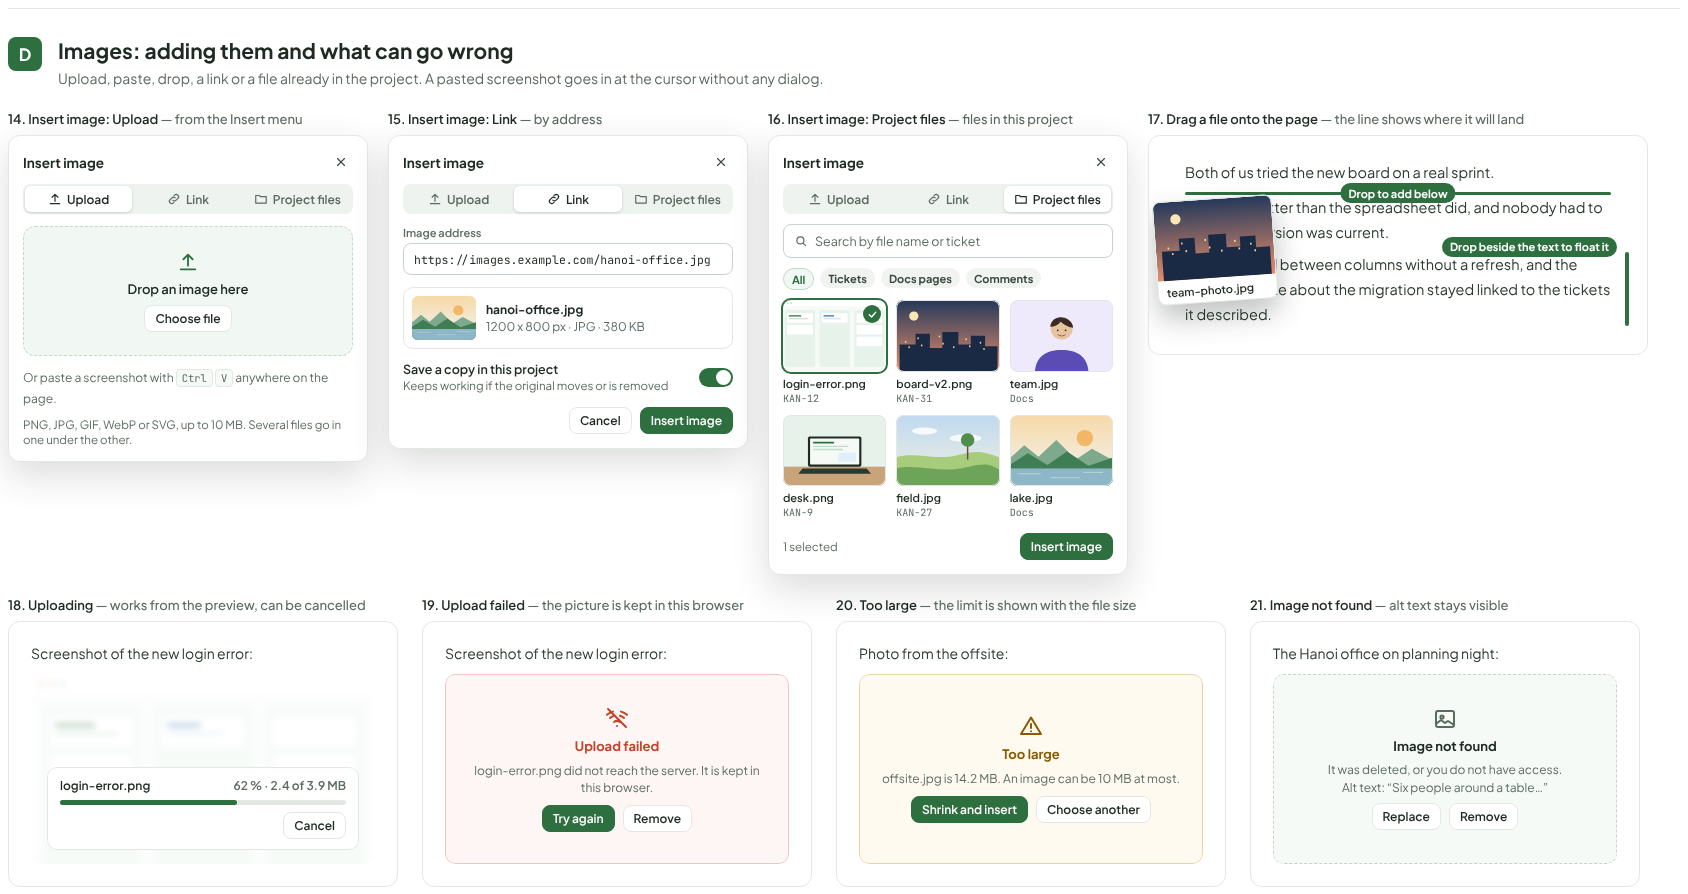 D
Images: adding them and what can go wrong
Upload, paste, drop, a link or a file already in the project. A pasted screenshot goes in at the cursor without any dialog.
14. Insert image: Upload — from the Insert menu
Insert image
Upload
Link
Project files
Drop an image here
Choose file
Or paste a screenshot with Ctrl V anywhere on the
page.
PNG, JPG, GIF, WebP or SVG, up to 10 MB. Several files go in
one under the other.
15. Insert image: Link — by address
Insert image
Upload
Link
Project files
Image address
https://images.example.com/hanoi-office.jpg
hanoi-office.jpg
1200 x 800 px · JPG · 380 KB
Save a copy in this project
Keeps working if the original moves or is removed
Cancel
Insert image
16. Insert image: Project files — files in this project
Insert image
Upload
Link
Project files
Search by file name or ticket
All
Tickets
Docs pages
Comments
login-error.png
KAN-12
board-v2.png
KAN-31
team.jpg
Docs
desk.png
KAN-9
field.jpg
KAN-27
lake.jpg
Docs
1 selected
Insert image
17. Drag a file onto the page — the line shows where it will land
Both of us tried the new board on a real sprint.
Drop to add below
tter than the spreadsheet did, and nobody had to
sion was current.
Drop beside the text to float it
between columns without a refresh, and the
e about the migration stayed linked to the tickets
it described.
team-photo.jpg
18. Uploading — works from the preview, can be cancelled
Screenshot of the new login error:
login-error.png
62 % · 2.4 of 3.9 MB
Cancel
19. Upload failed — the picture is kept in this browser
Screenshot of the new login error:
Upload failed
login-error.png did not reach the server. It is kept in
this browser.
Try again
Remove
20. Too large — the limit is shown with the file size
Photo from the offsite:
Too large
offsite.jpg is 14.2 MB. An image can be 10 MB at most.
Shrink and insert
Choose another
21. Image not found — alt text stays visible
The Hanoi office on planning night:
Image not found
It was deleted, or you do not have access.
Alt text: “Six people around a table…”
Replace
Remove